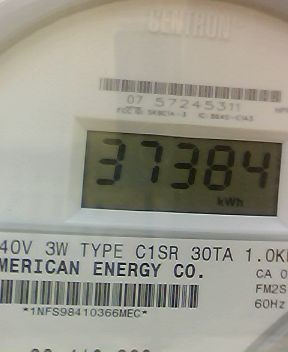 CENTRON
07 57245311
37384
kWh
40V 3W TYPE C1SR 30TA 1.0K
MERICAN ENERGY CO.
CA 0
FM2S
60Hz
*1NFS98410366MEC*